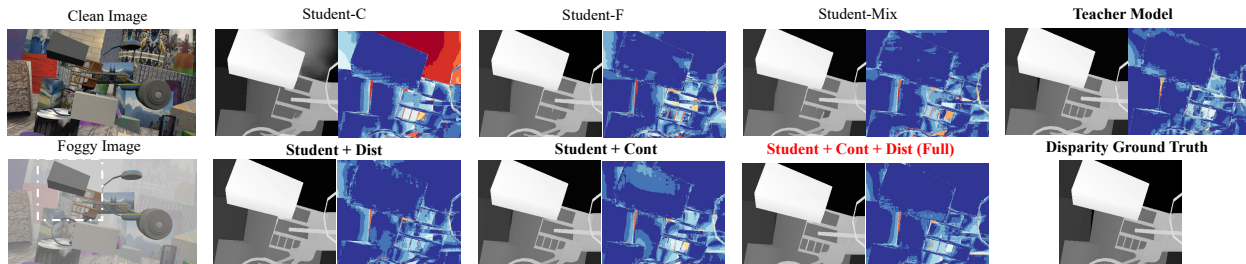 Clean Image
Student-C
Student-F
Student-Mix
Teacher Model
Foggy Image
Student + Dist
Student + Cont
Student + Cont + Dist (Full)
Disparity Ground Truth